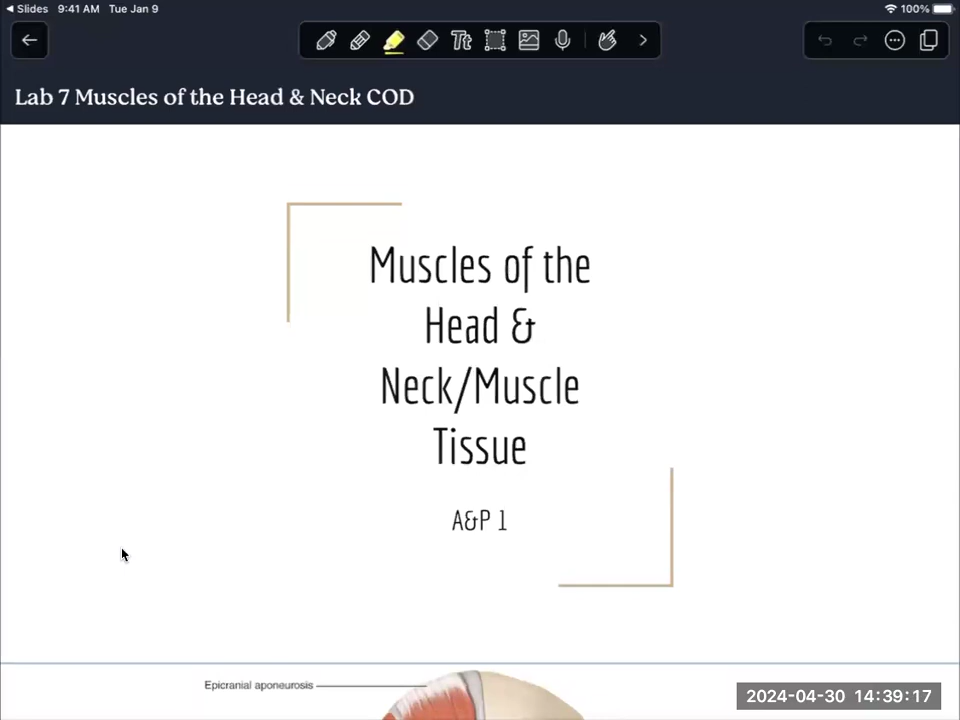 Slides 9:41 AM Tue Jan 9 100%
Tt
Lab 7 Muscles of the Head & Neck COD
Muscles of the
Head &
Neck/Muscle
Tissue
A&P 1
Epicranial aponeurosis
2024-04-30 14:39:17